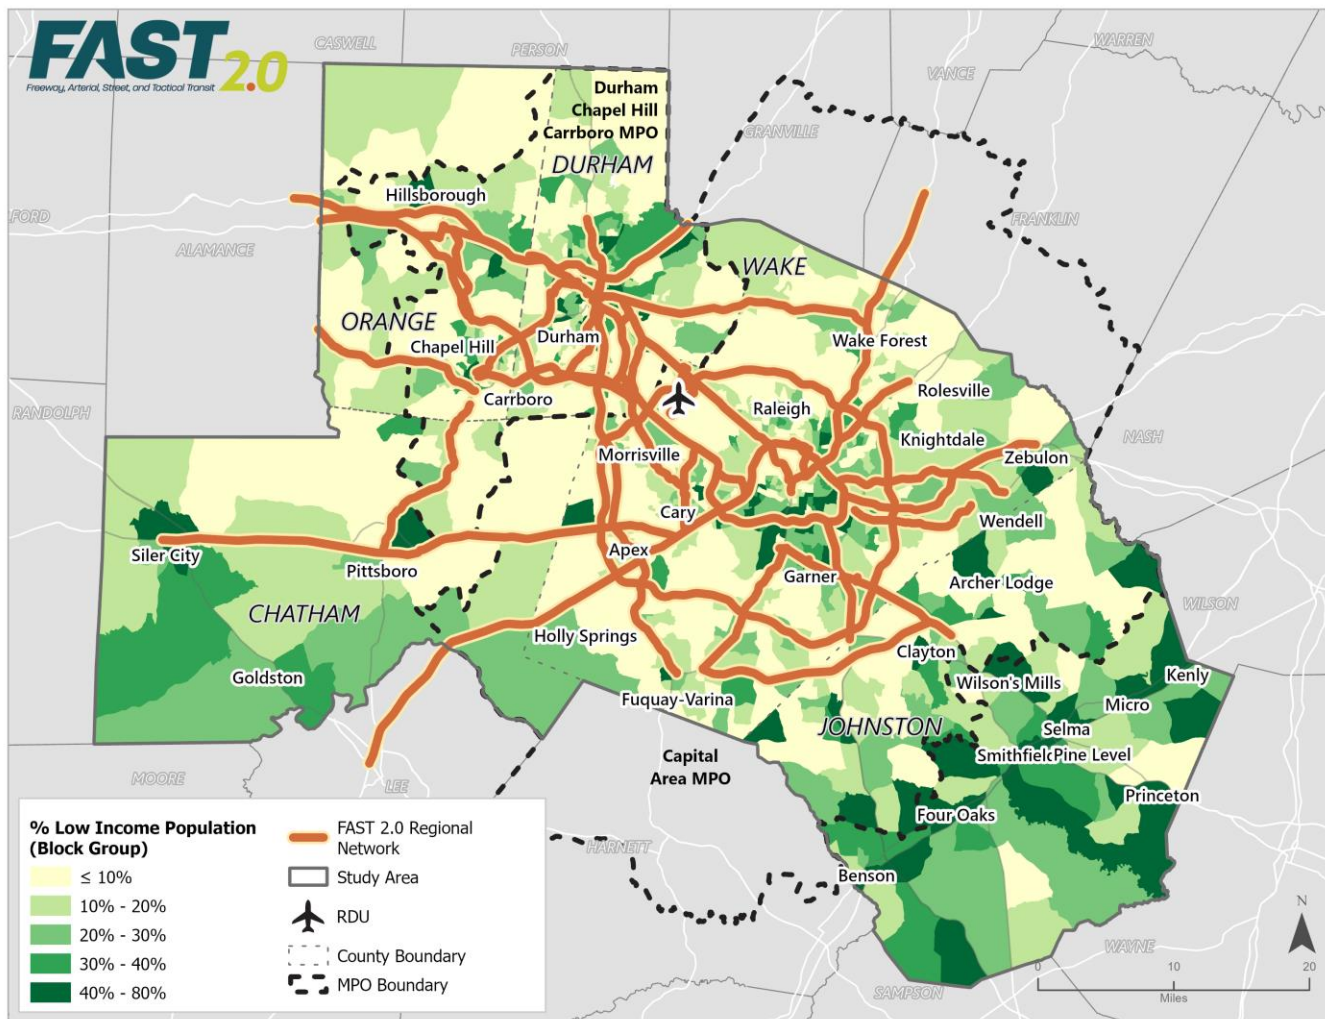 FAST 2.0
Freeway, Arterial, Street, and Tactical Transit
CASWELL
PERSON
WARREN
VANCE
GRANVILLE
FRANKLIN
Durham
Chapel Hill
Carrboro MPO
DURHAM
Hillsborough
FORD
ALAMANCE
WAKE
ORANGE
Chapel Hill
Durham
Wake Forest
Carrboro
Rolesville
RANDOLPH
Raleigh
Knightdale
NASH
Morrisville
Zebulon
Cary
Wendell
Siler City
Apex
Pittsboro
Garner
Archer Lodge
CHATHAM
WILSON
Holly Springs
Clayton
Goldston
Wilson's Mills
Kenly
Fuquay-Varina
Micro
JOHNSTON
Selma
Capital
Area MPO
Smithfield
Pine Level
MOORE
LEE
Princeton
Four Oaks
HARNETT
Benson
WAYNE
SAMPSON
% Low Income Population
(Block Group)
≤ 10%
10% - 20%
20% - 30%
30% - 40%
40% - 80%
FAST 2.0 Regional
Network
Study Area
RDU
County Boundary
MPO Boundary
N
0 10 20
Miles